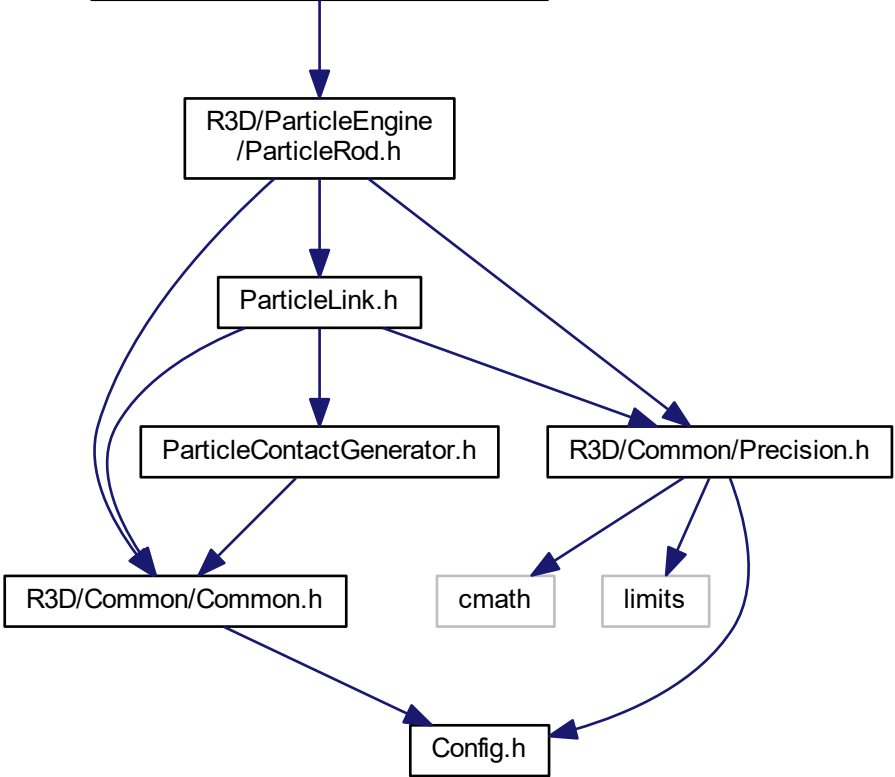 R3D/ParticleEngine
/ParticleRod.h
ParticleLink.h
ParticleContactGenerator.h
R3D/Common/Precision.h
R3D/Common/Common.h
cmath
limits
Config.h